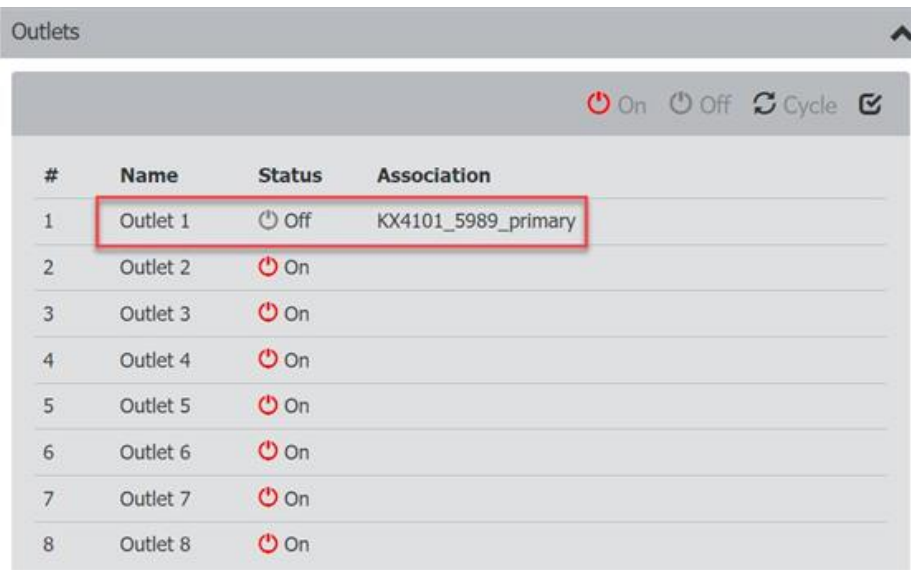 Outlets
On Off Cycle
# Name Status Association
1 Outlet 1 Off KX4101_5989_primary
2 Outlet 2 On
3 Outlet 3 On
4 Outlet 4 On
5 Outlet 5 On
6 Outlet 6 On
7 Outlet 7 On
8 Outlet 8 On